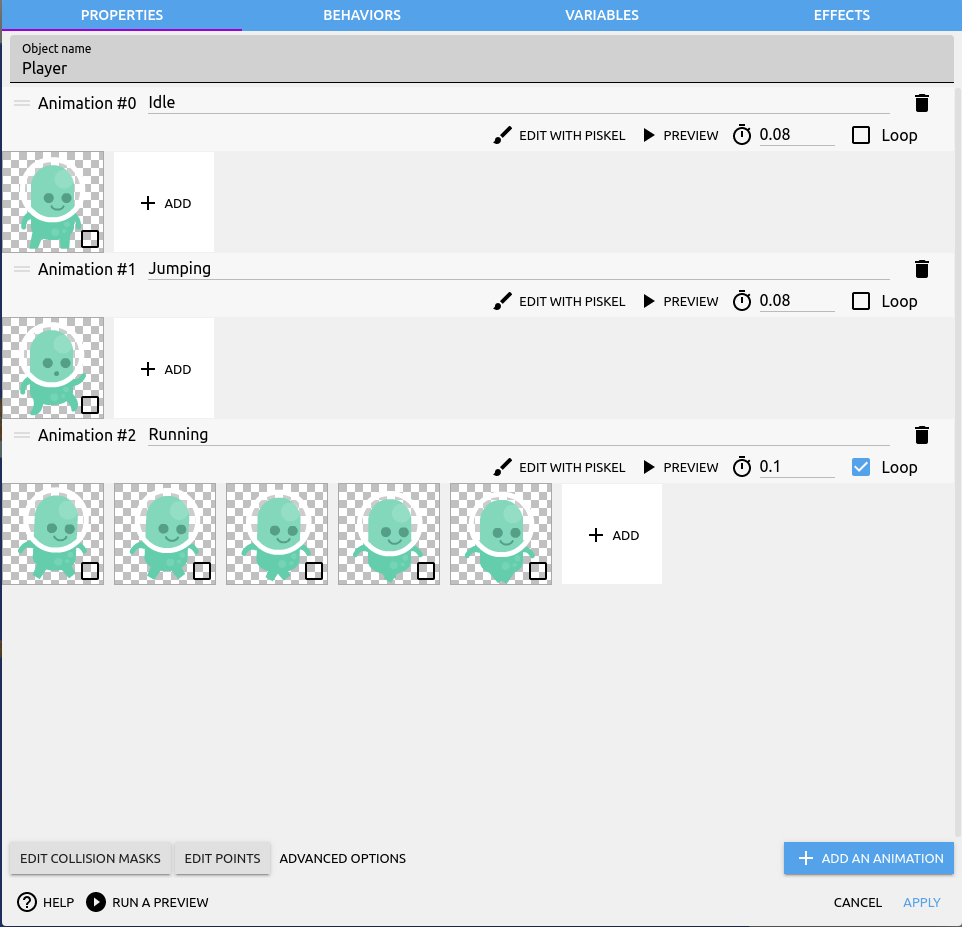 PROPERTIES BEHAVIORS VARIABLES EFFECTS
Object name
Player
Animation #0 Idle
EDIT WITH PISKEL PREVIEW 0.08 Loop
ADD
Animation #1 Jumping
EDIT WITH PISKEL PREVIEW 0.08 Loop
ADD
Animation #2 Running
EDIT WITH PISKEL PREVIEW 0.1 Loop
ADD
EDIT COLLISION MASKS EDIT POINTS ADVANCED OPTIONS ADD AN ANIMATION
HELP RUN A PREVIEW CANCEL APPLY